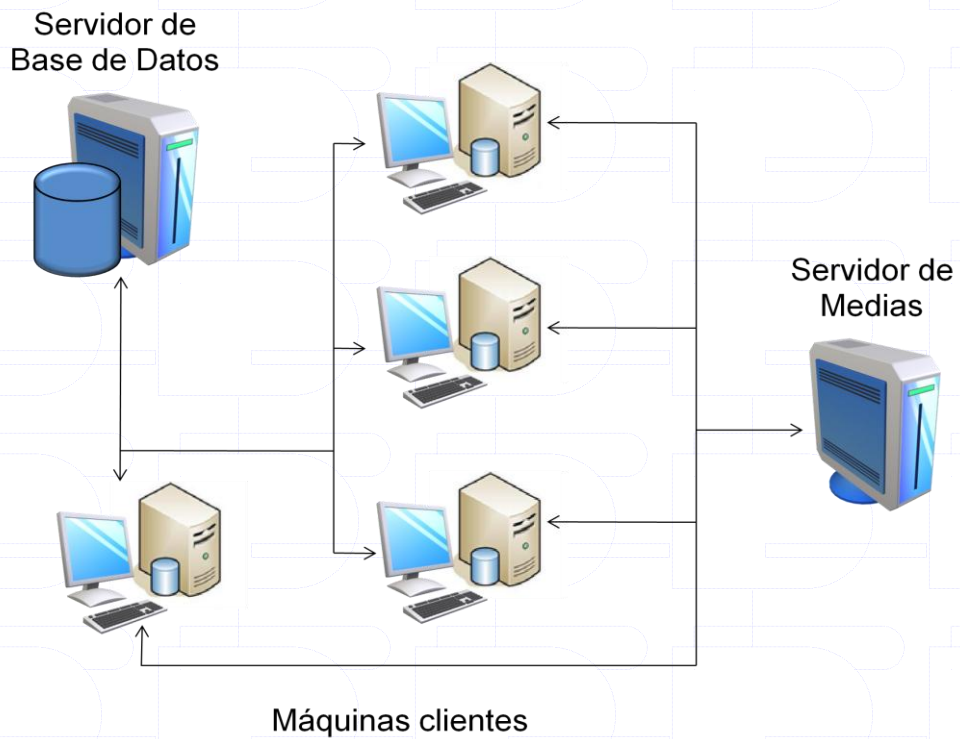 Servidor de
Base de Datos
Servidor de
Medias
Máquinas clientes